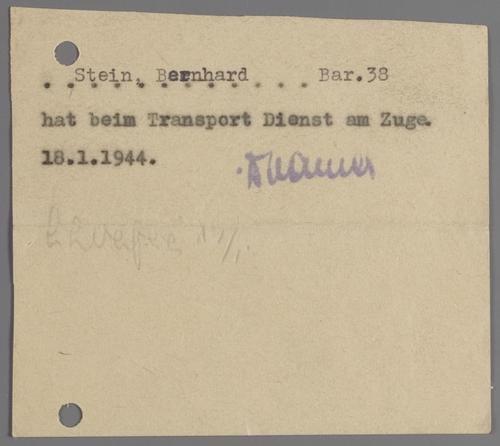 Stein, Bernhard Bar.38
hat beim Transport Dienst am Zuge.
18.1.1944.